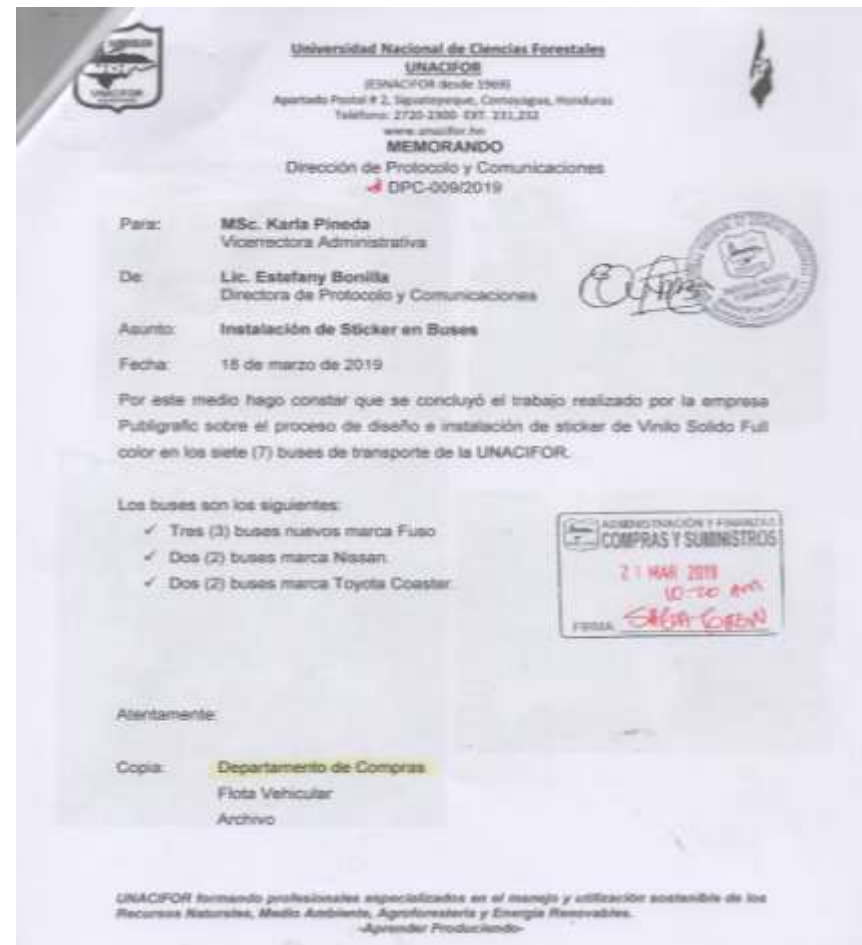 Universidad Nacional de Ciencias Forestales
UNACIFOR
(ESNACIFOR desde 1969)
Apartado Postal # 2, Siguatepeque, Comayagua, Honduras
Teléfono: 2720-2300- EXT. 231,232
www.unacifor.hn
MEMORANDO
Dirección de Protocolo y Comunicaciones
DPC-009/2019
Para: MSc. Karla Pineda
Vicerrectora Administrativa
De: Lic. Estefany Bonilla
Directora de Protocolo y Comunicaciones
Asunto: Instalación de Sticker en Buses
Fecha: 18 de marzo de 2019
Por este medio hago constar que se concluyó el trabajo realizado por la empresa
Publigrafic sobre el proceso de diseño e instalación de sticker de Vinilo Solido Full
color en los siete (7) buses de transporte de la UNACIFOR.
Los buses son los siguientes:
✓ Tres (3) buses nuevos marca Fuso
✓ Dos (2) buses marca Nissan.
✓ Dos (2) buses marca Toyota Coaster.
ADMINISTRACIÓN Y FINANZAS
COMPRAS Y SUMINISTROS
21 MAR 2019
10:20 am
FIRMA
Atentamente.
Copia: Departamento de Compras
Flota Vehicular
Archivo
UNACIFOR formando profesionales especializados en el manejo y utilización sostenible de los
Recursos Naturales, Medio Ambiente, Agroforestería y Energía Renovables.
-Aprender Produciendo-